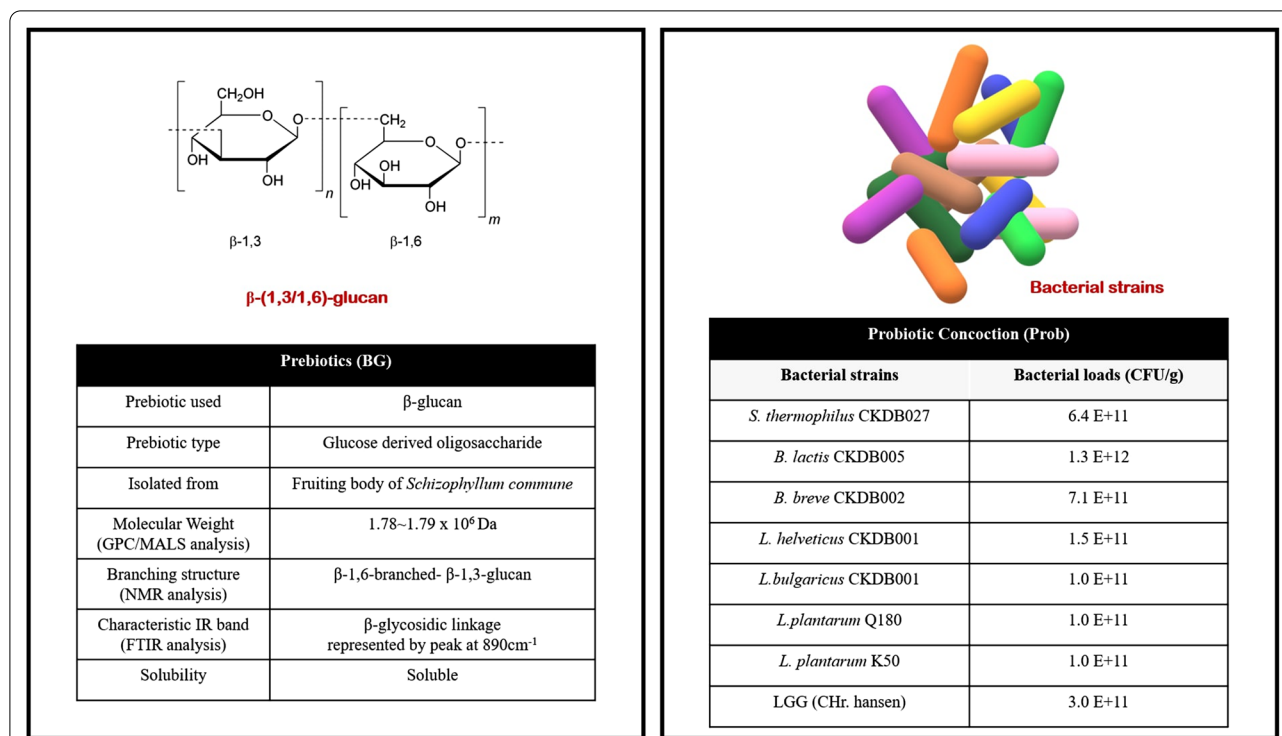 CH₂OH
O
O
OH
OH
n
CH₂
O
O
OH
OH
OH
m
β-1,3
β-1,6
β-(1,3/1,6)-glucan
Prebiotics (BG)
Prebiotic used β-glucan
Prebiotic type Glucose derived oligosaccharide
Isolated from Fruiting body of Schizophyllum commune
Molecular Weight
(GPC/MALS analysis)
1.78~1.79 x 10⁶ Da
Branching structure
(NMR analysis)
β-1,6-branched- β-1,3-glucan
Characteristic IR band
(FTIR analysis)
β-glycosidic linkage
represented by peak at 890cm⁻¹
Solubility Soluble
Bacterial strains
Probiotic Concoction (Prob)
Bacterial strains Bacterial loads (CFU/g)
S. thermophilus CKDB027 6.4 E+11
B. lactis CKDB005 1.3 E+12
B. breve CKDB002 7.1 E+11
L. helveticus CKDB001 1.5 E+11
L.bulgaricus CKDB001 1.0 E+11
L.plantarum Q180 1.0 E+11
L. plantarum K50 1.0 E+11
LGG (CHr. hansen) 3.0 E+11